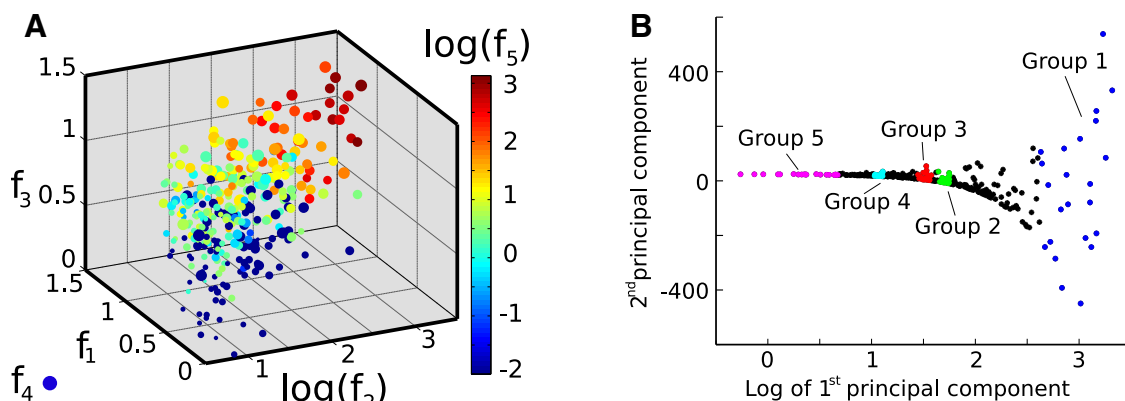 A
log(f5)
1.5
1
0.5
0
f3
1.5
1
0.5
0
f1
1
2
3
f4
3
2
1
0
-1
-2
B
400
0
-400
2nd principal component
Group 1
Group 2
Group 3
Group 4
Group 5
0
1
2
3
Log of 1st principal component